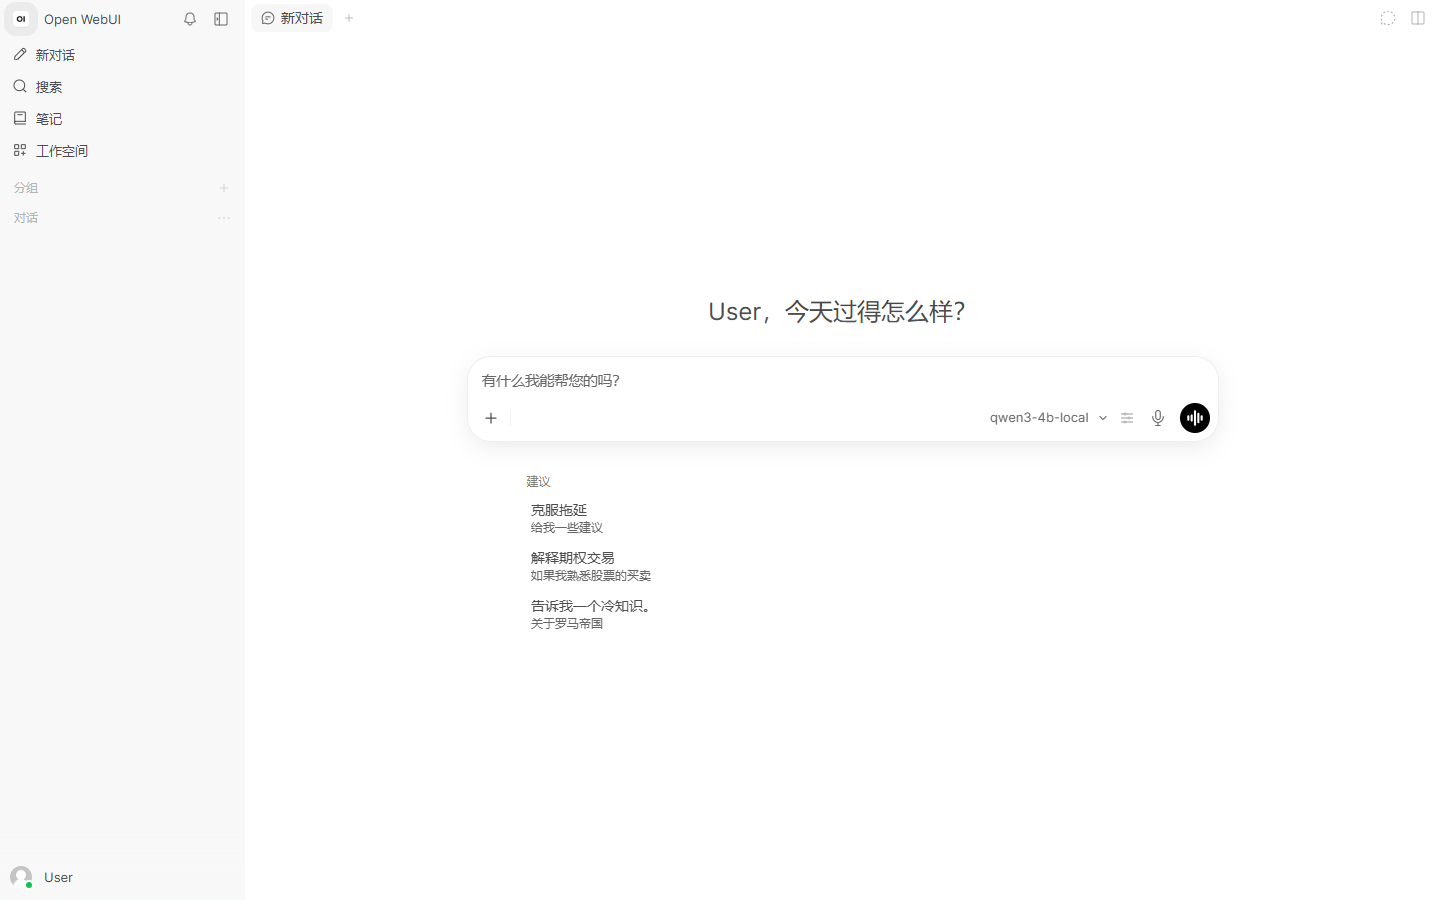 OI Open WebUI
新对话
搜索
笔记
工作空间
分组
对话
User
新对话
User，今天过得怎么样？
有什么我能帮您的吗？
qwen3-4b-local
建议
克服拖延
给我一些建议
解释期权交易
如果我熟悉股票的买卖
告诉我一个冷知识。
关于罗马帝国